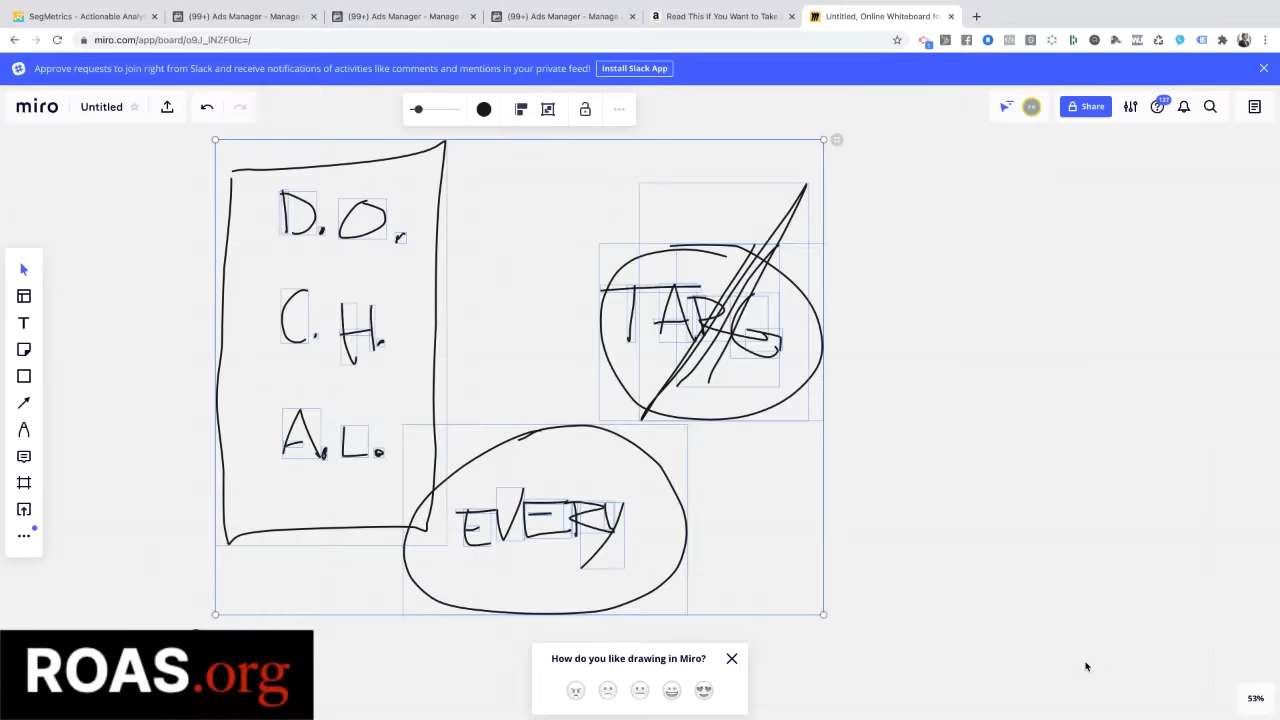 SegMetrics - Actionable Analyt
(99+) Ads Manager - Manage
(99+) Ads Manager - Manage
(99+) Ads Manager - Manage
Read This If You Want to Take
Untitled, Online Whiteboard fo
miro.com/app/board/o9J_lNZF0lc=/
Approve requests to join right from Slack and receive notifications of activities like comments and mentions in your private feed! Install Slack App
miro Untitled
Share
137
D. O.
C. H.
A. L.
TARG
EVERY
How do you like drawing in Miro?
ROAS.org
53%